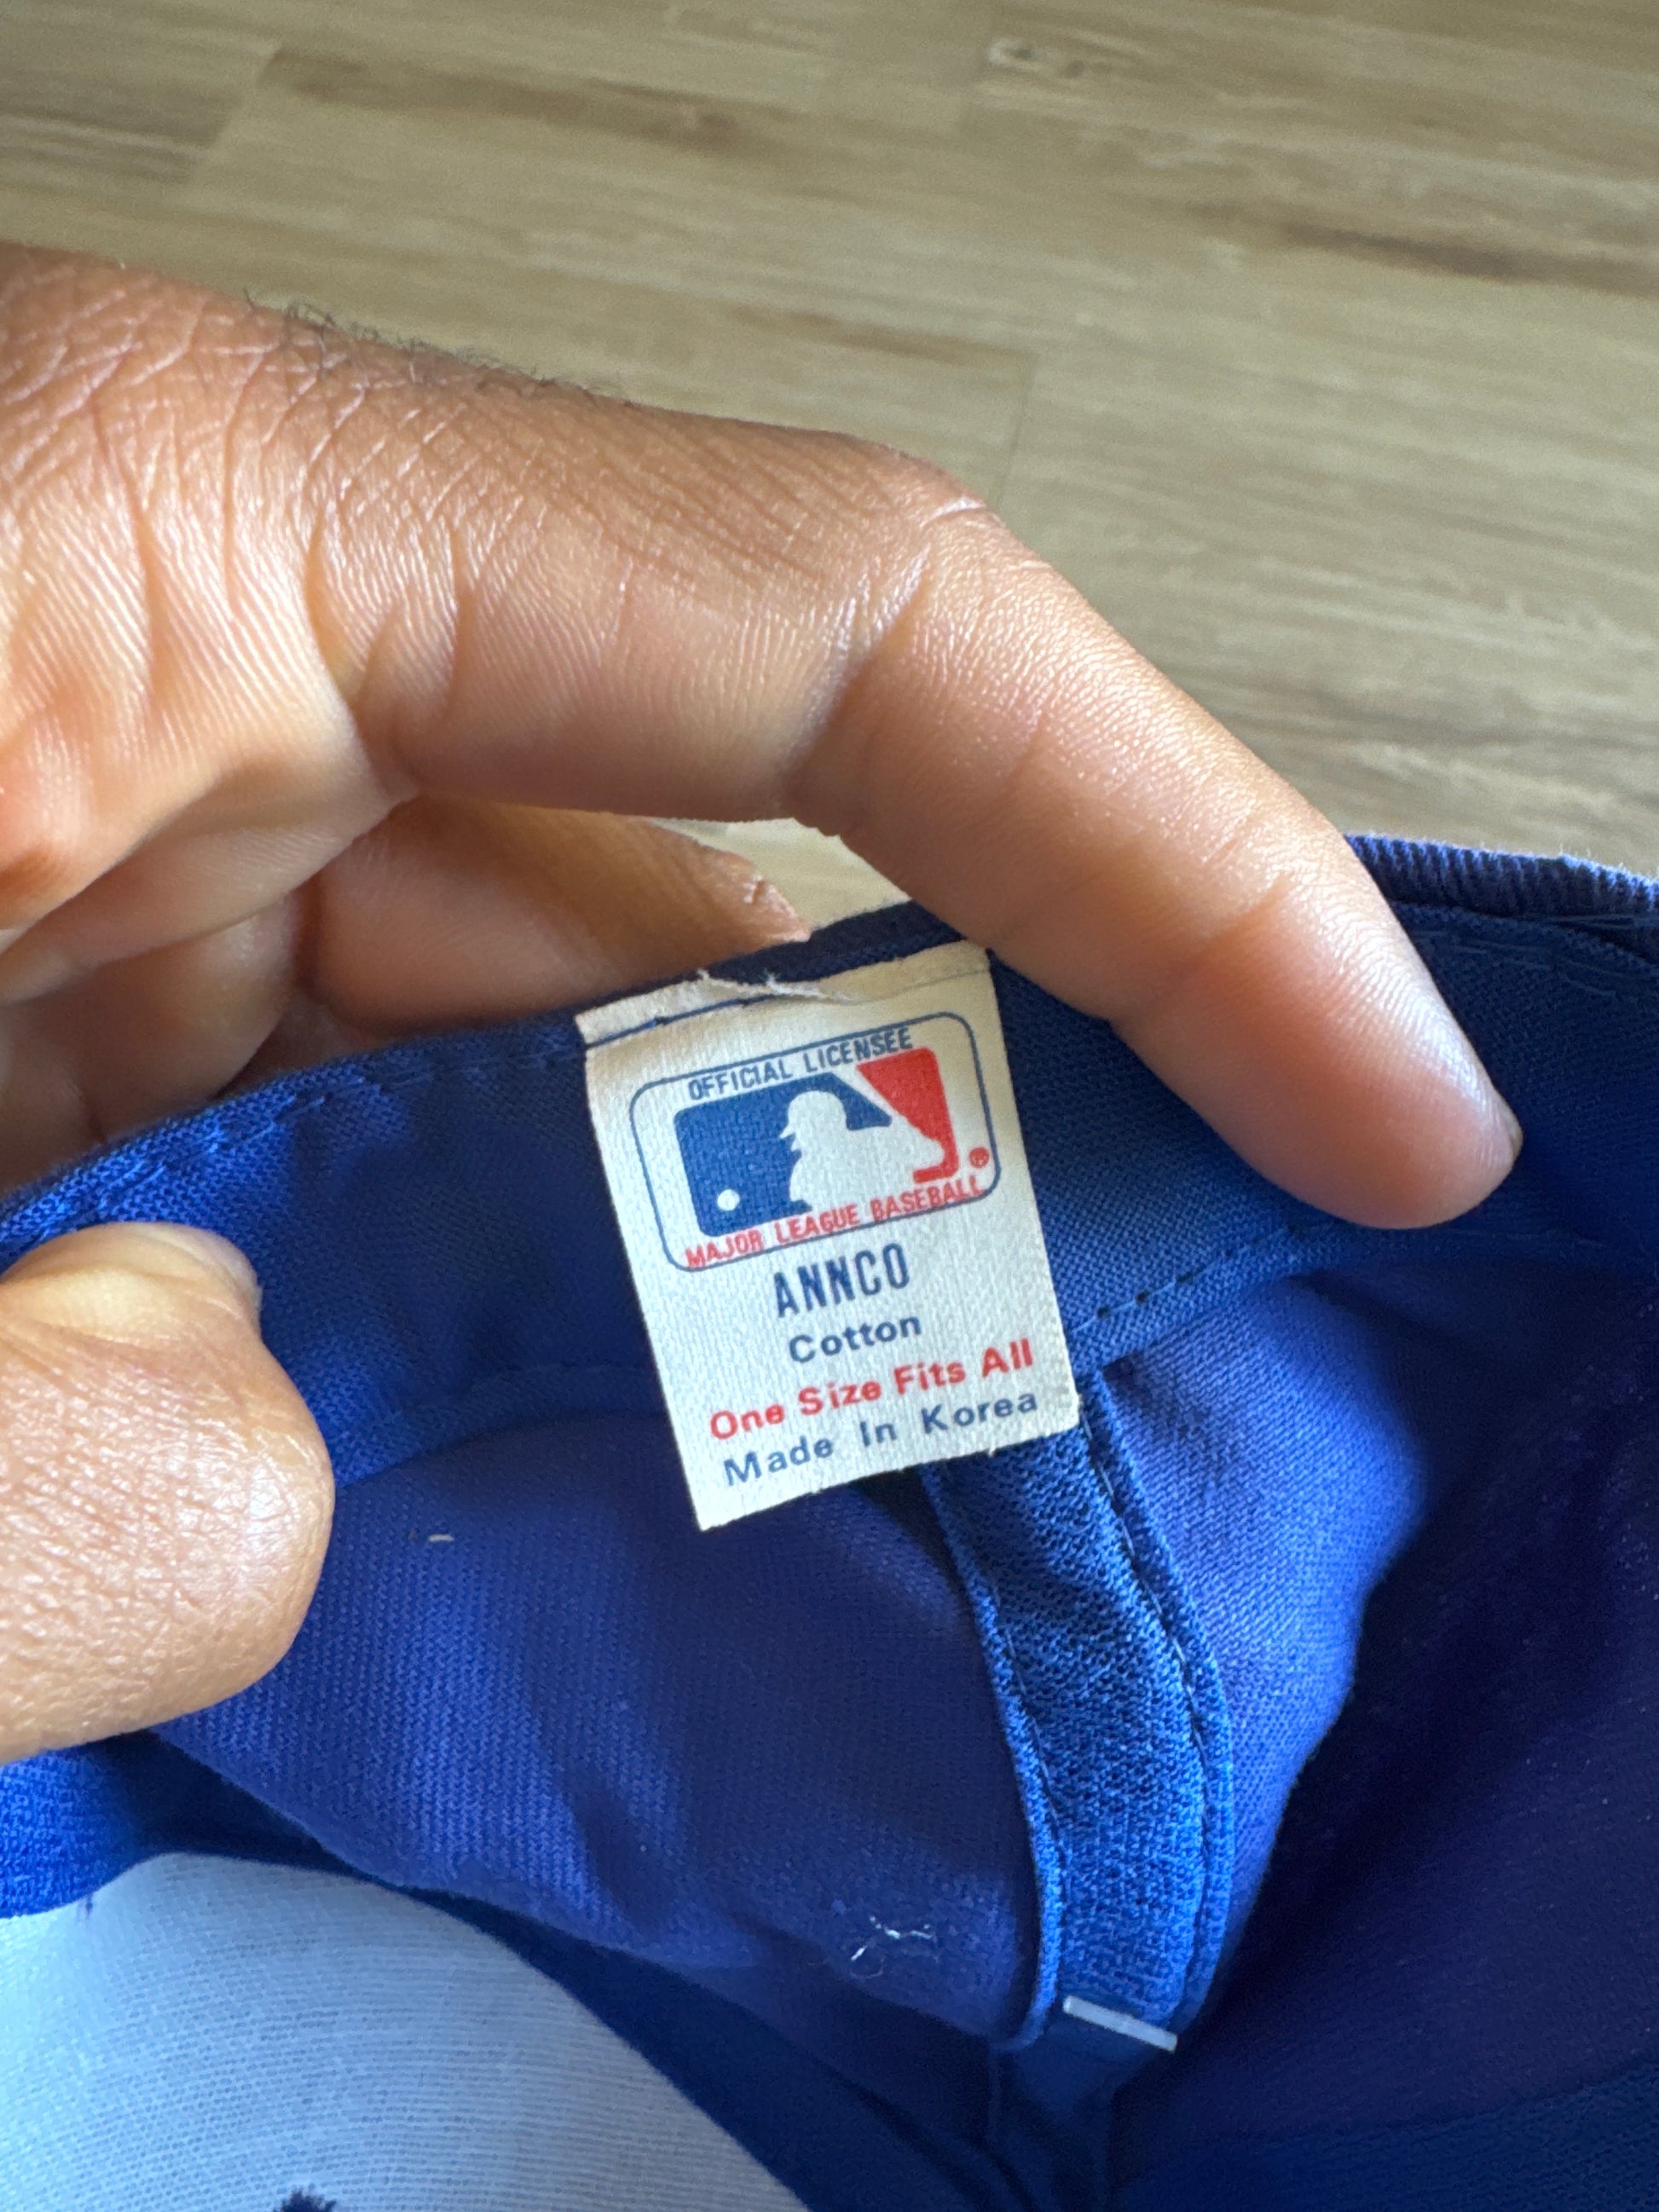 OFFICIAL LICENSEE
®
MAJOR LEAGUE BASEBALL
ANNCO
Cotton
One Size Fits All
Made In Korea